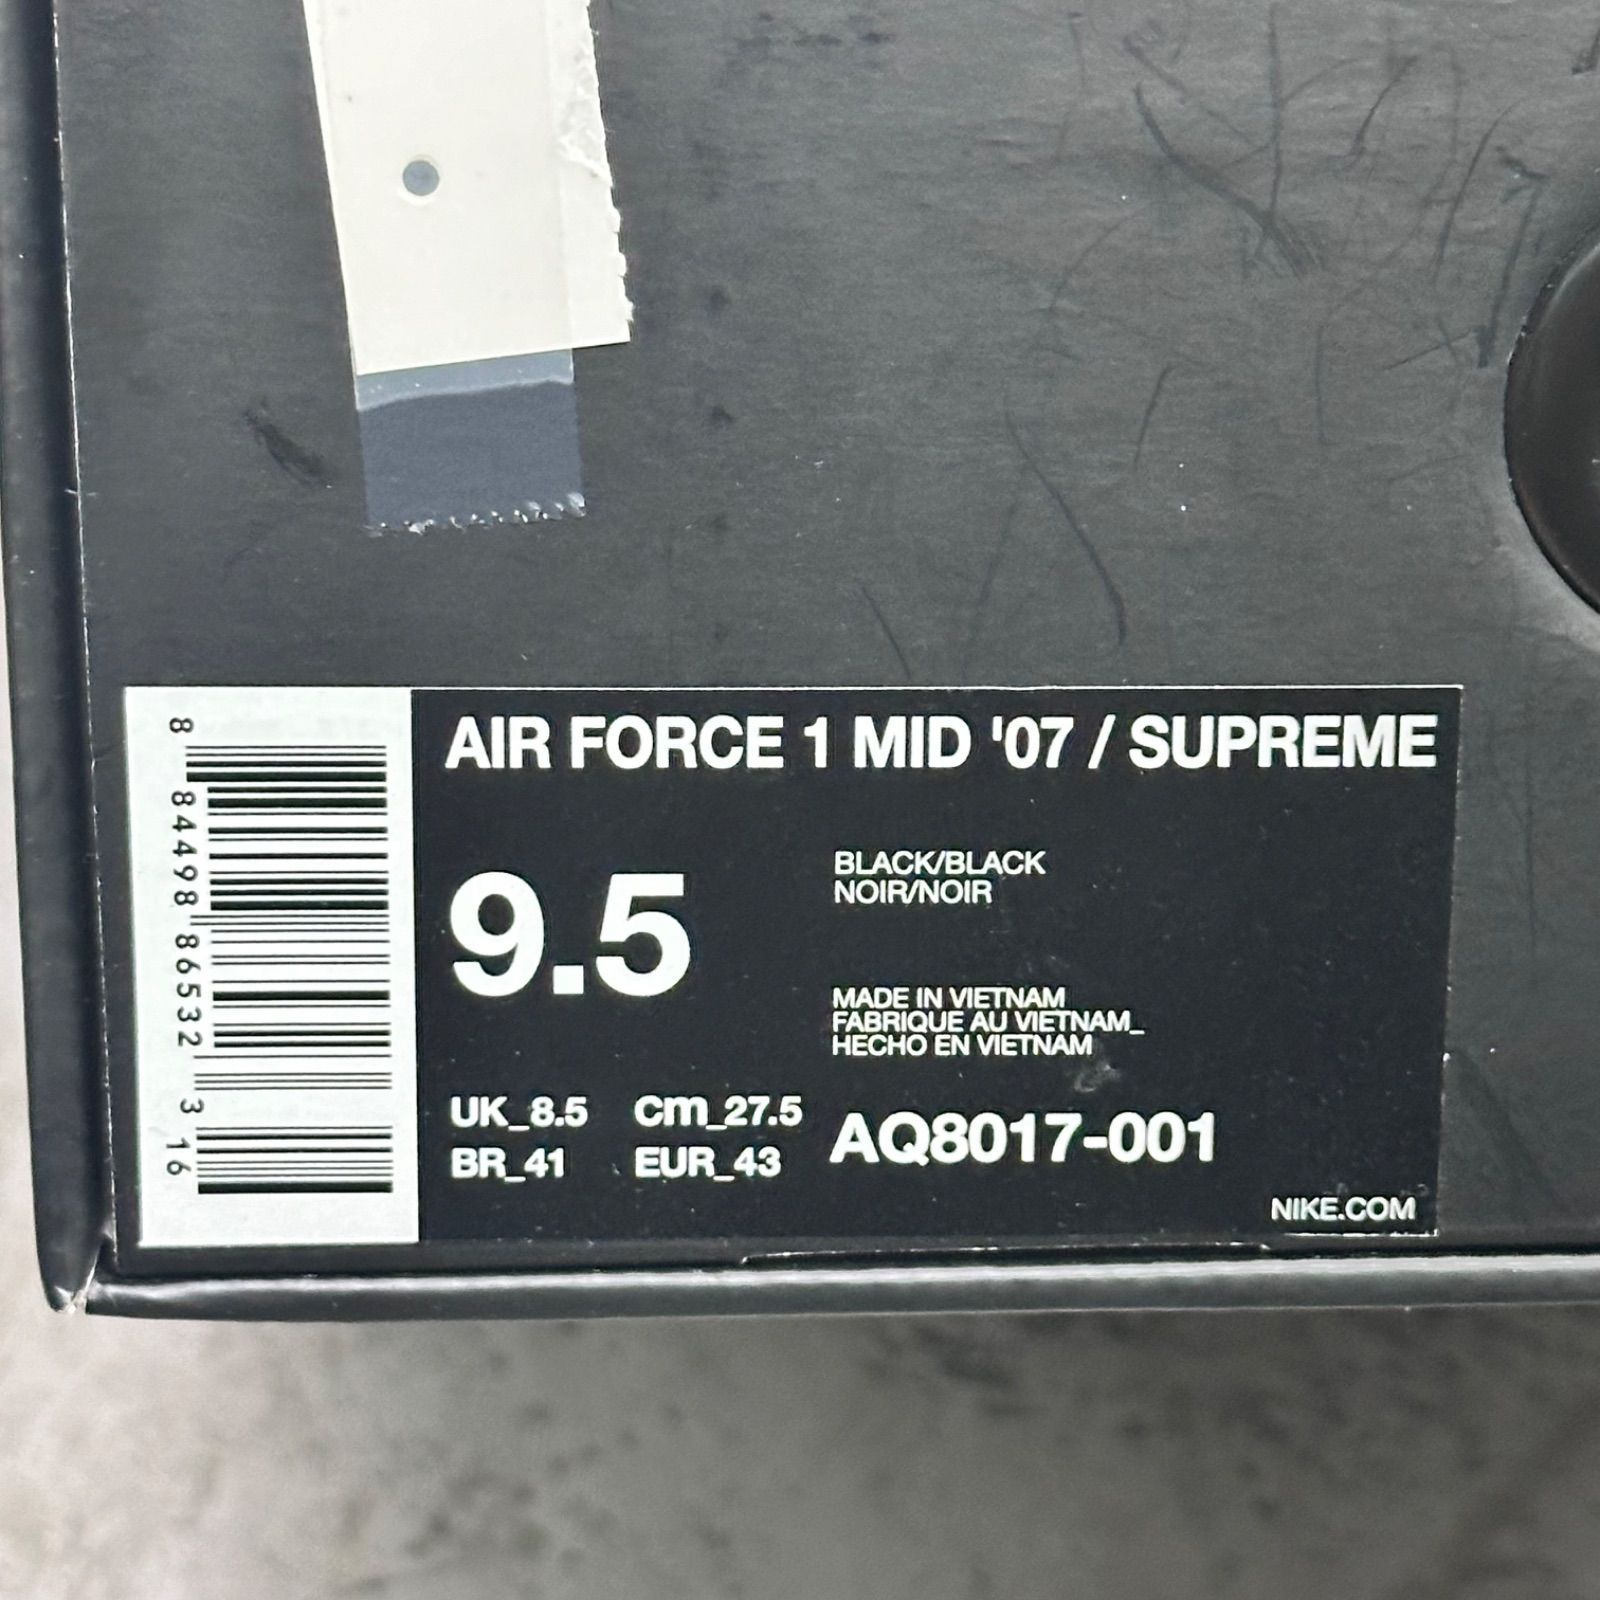 8 84498 86532 3 16
AIR FORCE 1 MID '07 / SUPREME
9.5
BLACK/BLACK
NOIR/NOIR
MADE IN VIETNAM
FABRIQUE AU VIETNAM_
HECHO EN VIETNAM
UK_8.5 cm_27.5
BR_41 EUR_43
AQ8017-001
NIKE.COM